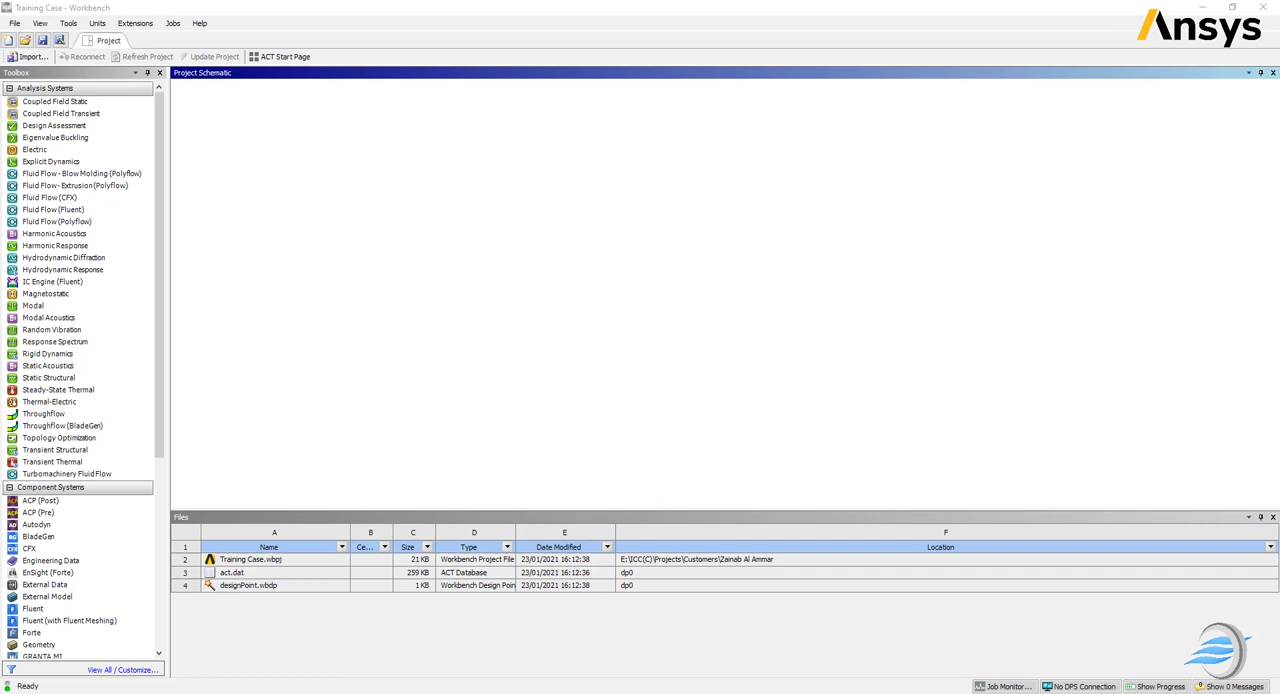 Training Case - Workbench
File View Tools Units Extensions Jobs Help
Ansys
Project
Import... Reconnect Refresh Project Update Project ACT Start Page
Toolbox
Project Schematic
Analysis Systems
Coupled Field Static
Coupled Field Transient
Design Assessment
Eigenvalue Buckling
Electric
Explicit Dynamics
Fluid Flow - Blow Molding (Polyflow)
Fluid Flow- Extrusion (Polyflow)
Fluid Flow (CFX)
Fluid Flow (Fluent)
Fluid Flow (Polyflow)
Harmonic Acoustics
Harmonic Response
Hydrodynamic Diffraction
Hydrodynamic Response
IC Engine (Fluent)
Magnetostatic
Modal
Modal Acoustics
Random Vibration
Response Spectrum
Rigid Dynamics
Static Acoustics
Static Structural
Steady-State Thermal
Thermal-Electric
Throughflow
Throughflow (BladeGen)
Topology Optimization
Transient Structural
Transient Thermal
Turbomachinery Fluid Flow
Component Systems
ACP (Post)
ACP (Pre)
Autodyn
BladeGen
CFX
Engineering Data
EnSight (Forte)
External Data
External Model
Fluent
Fluent (with Fluent Meshing)
Forte
Geometry
GRANTA MI
View All / Customize...
Files
A B C D E F
1 Name Ce... Size Type Date Modified Location
2 Training Case.wbpj 21 KB Workbench Project File 23/01/2021 16:12:38 E:\ICC(C)\Projects\Customers\Zainab Al Ammar
3 act.dat 259 KB ACT Database 23/01/2021 16:12:36 dp0
4 designPoint.wbdp 1 KB Workbench Design Poin 23/01/2021 16:12:38 dp0
Ready
Job Monitor... No DPS Connection Show Progress Show 0 Messages